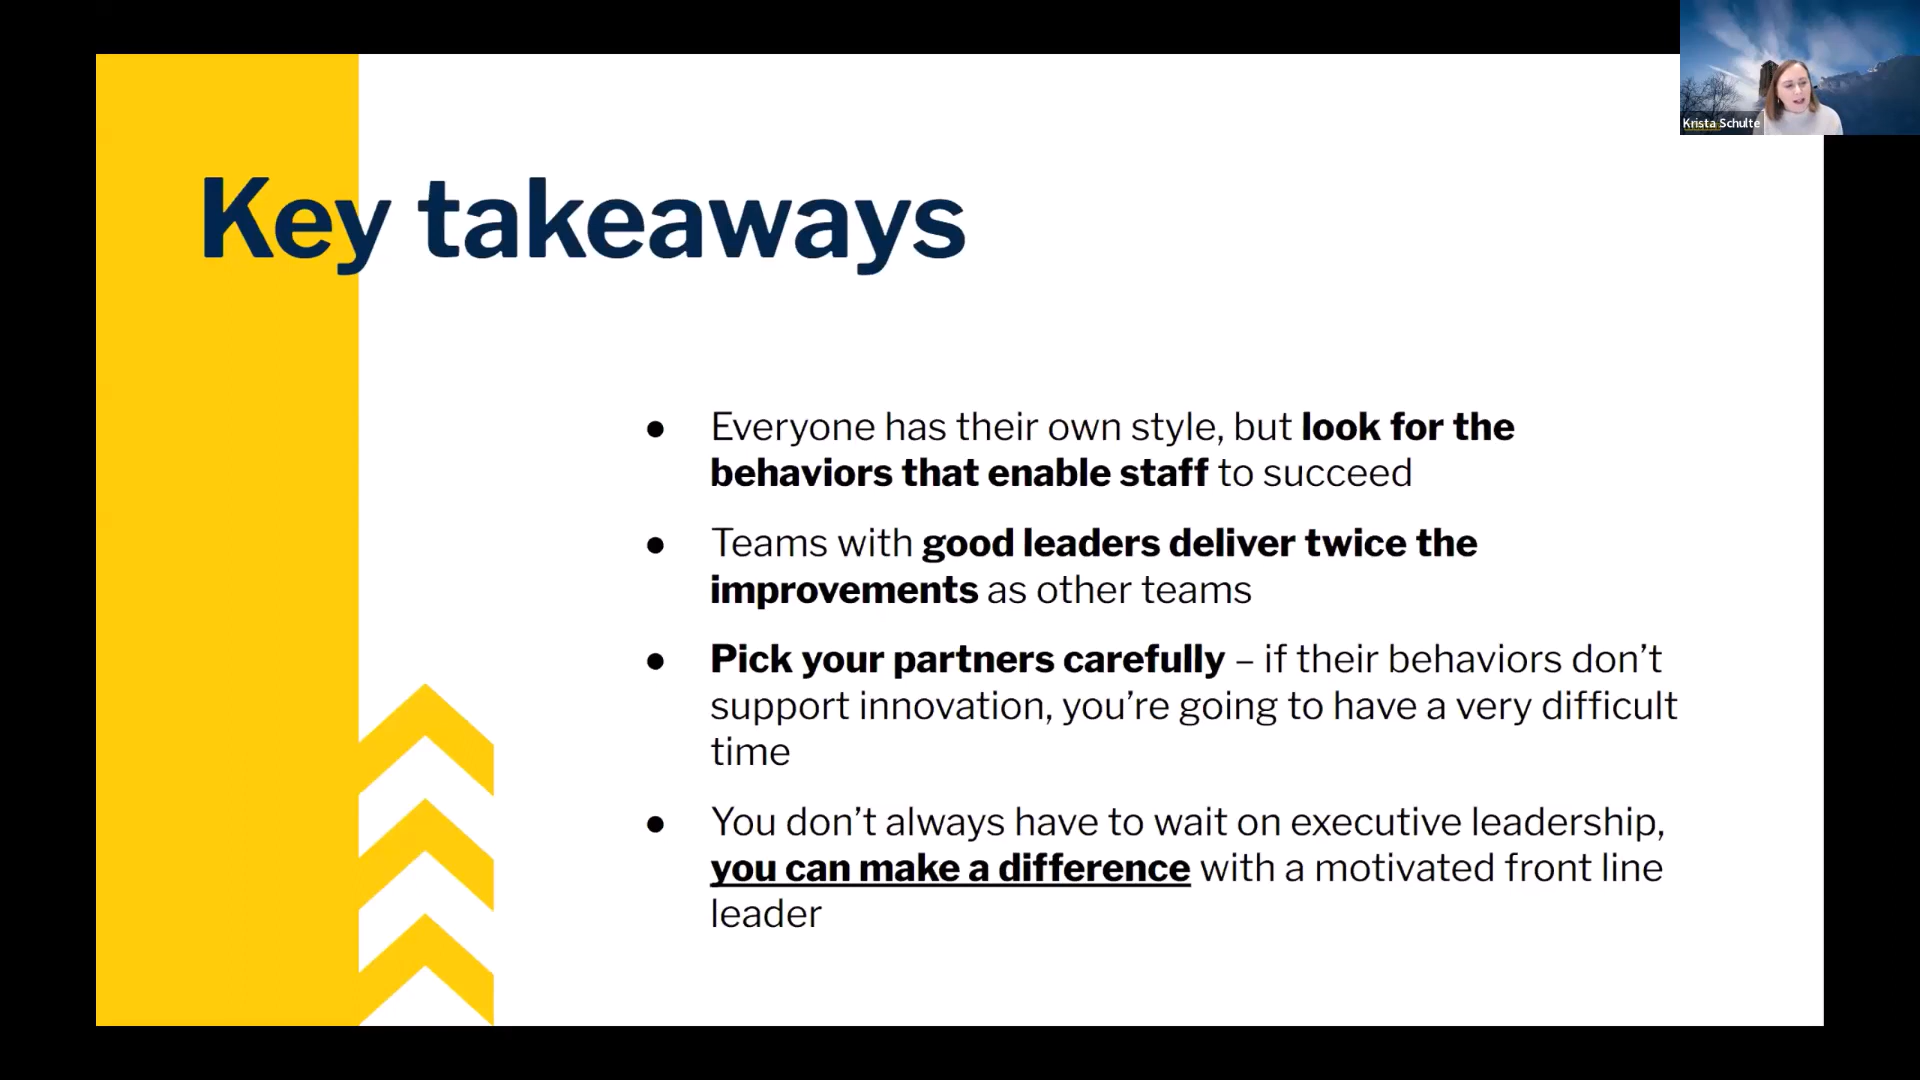 Krista Schulte
Key takeaways
● Everyone has their own style, but look for the
behaviors that enable staff to succeed
● Teams with good leaders deliver twice the
improvements as other teams
● Pick your partners carefully – if their behaviors don’t
support innovation, you’re going to have a very difficult
time
● You don’t always have to wait on executive leadership,
you can make a difference with a motivated front line
leader